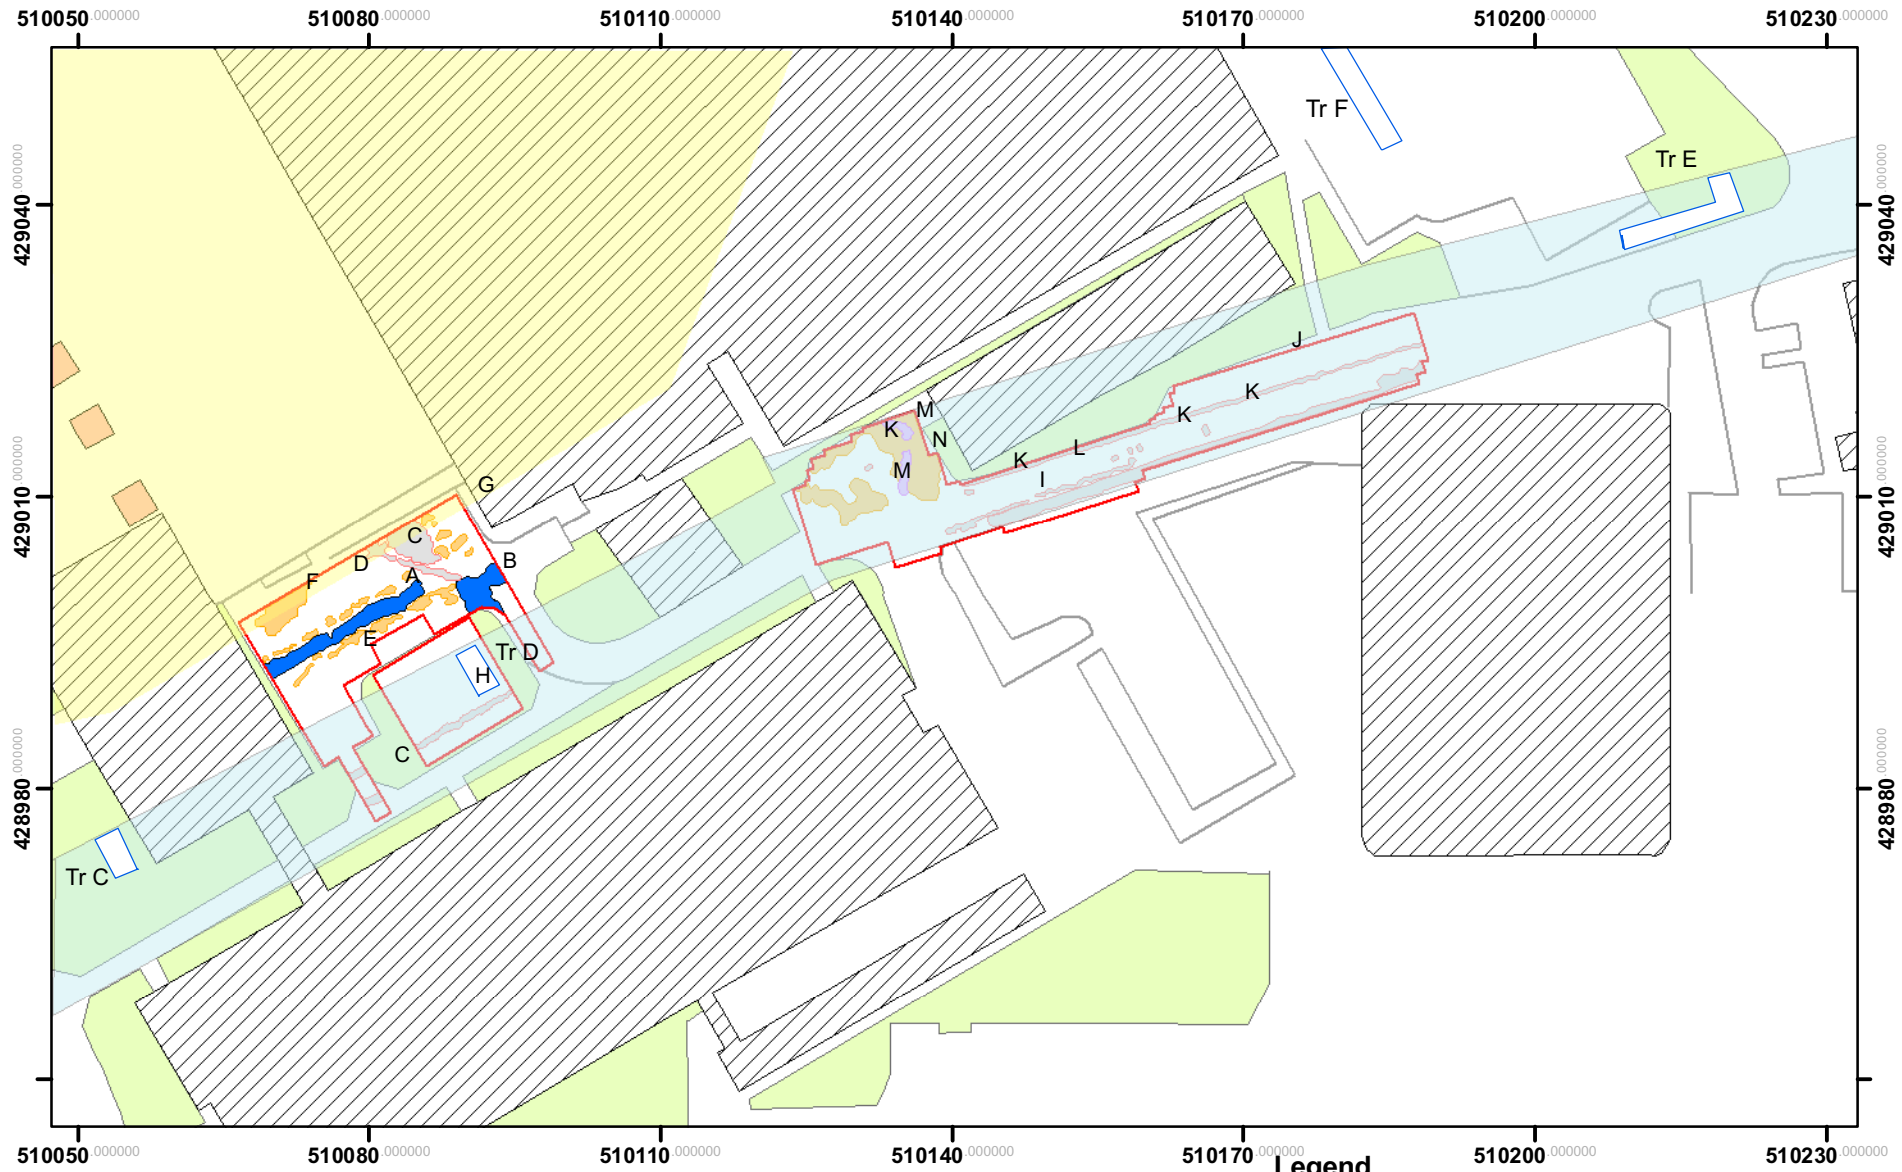 510050.000000 510080.000000 510110.000000 510140.000000 510170.000000 510200.000000 510230.000000
Tr F
Tr E
429040.000000 429040.000000
J
K
K
M
K
N
L
K
M
I
G
429010.000000 429010.000000
C
B
D
A
F
E
Tr D
H
C
428980.000000 428980.000000
Tr C
510050.000000 510080.000000 510110.000000 510140.000000 510170.000000 510200.000000 510230.000000
Legend